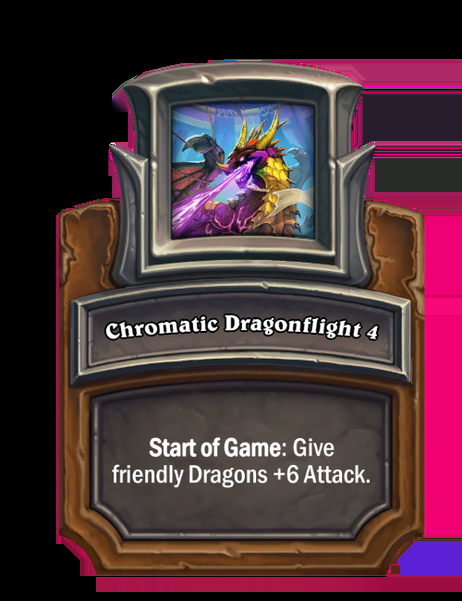 Chromatic Dragonflight 4
Start of Game: Give
friendly Dragons +6 Attack.